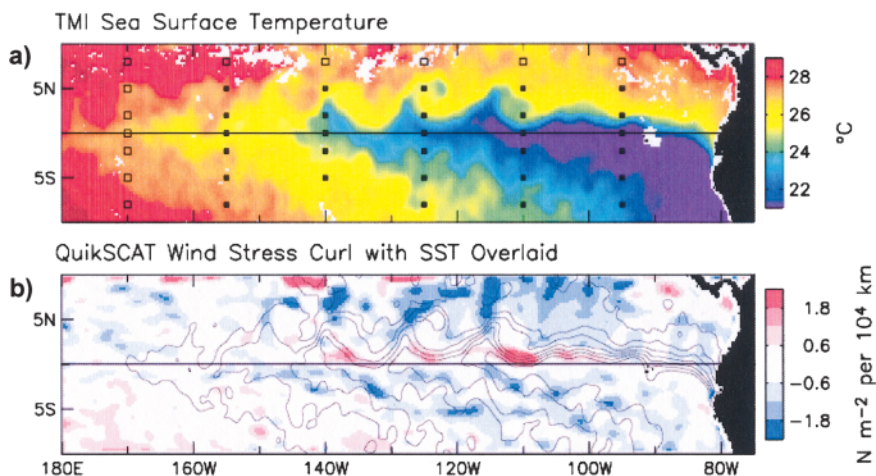 TMI Sea Surface Temperature
a)
5N
5S
28
26
24
22
°C
QuikSCAT Wind Stress Curl with SST Overlaid
b)
5N
5S
1.8
0.6
−0.6
−1.8
N m⁻² per 10⁴ km
180E 160W 140W 120W 100W 80W